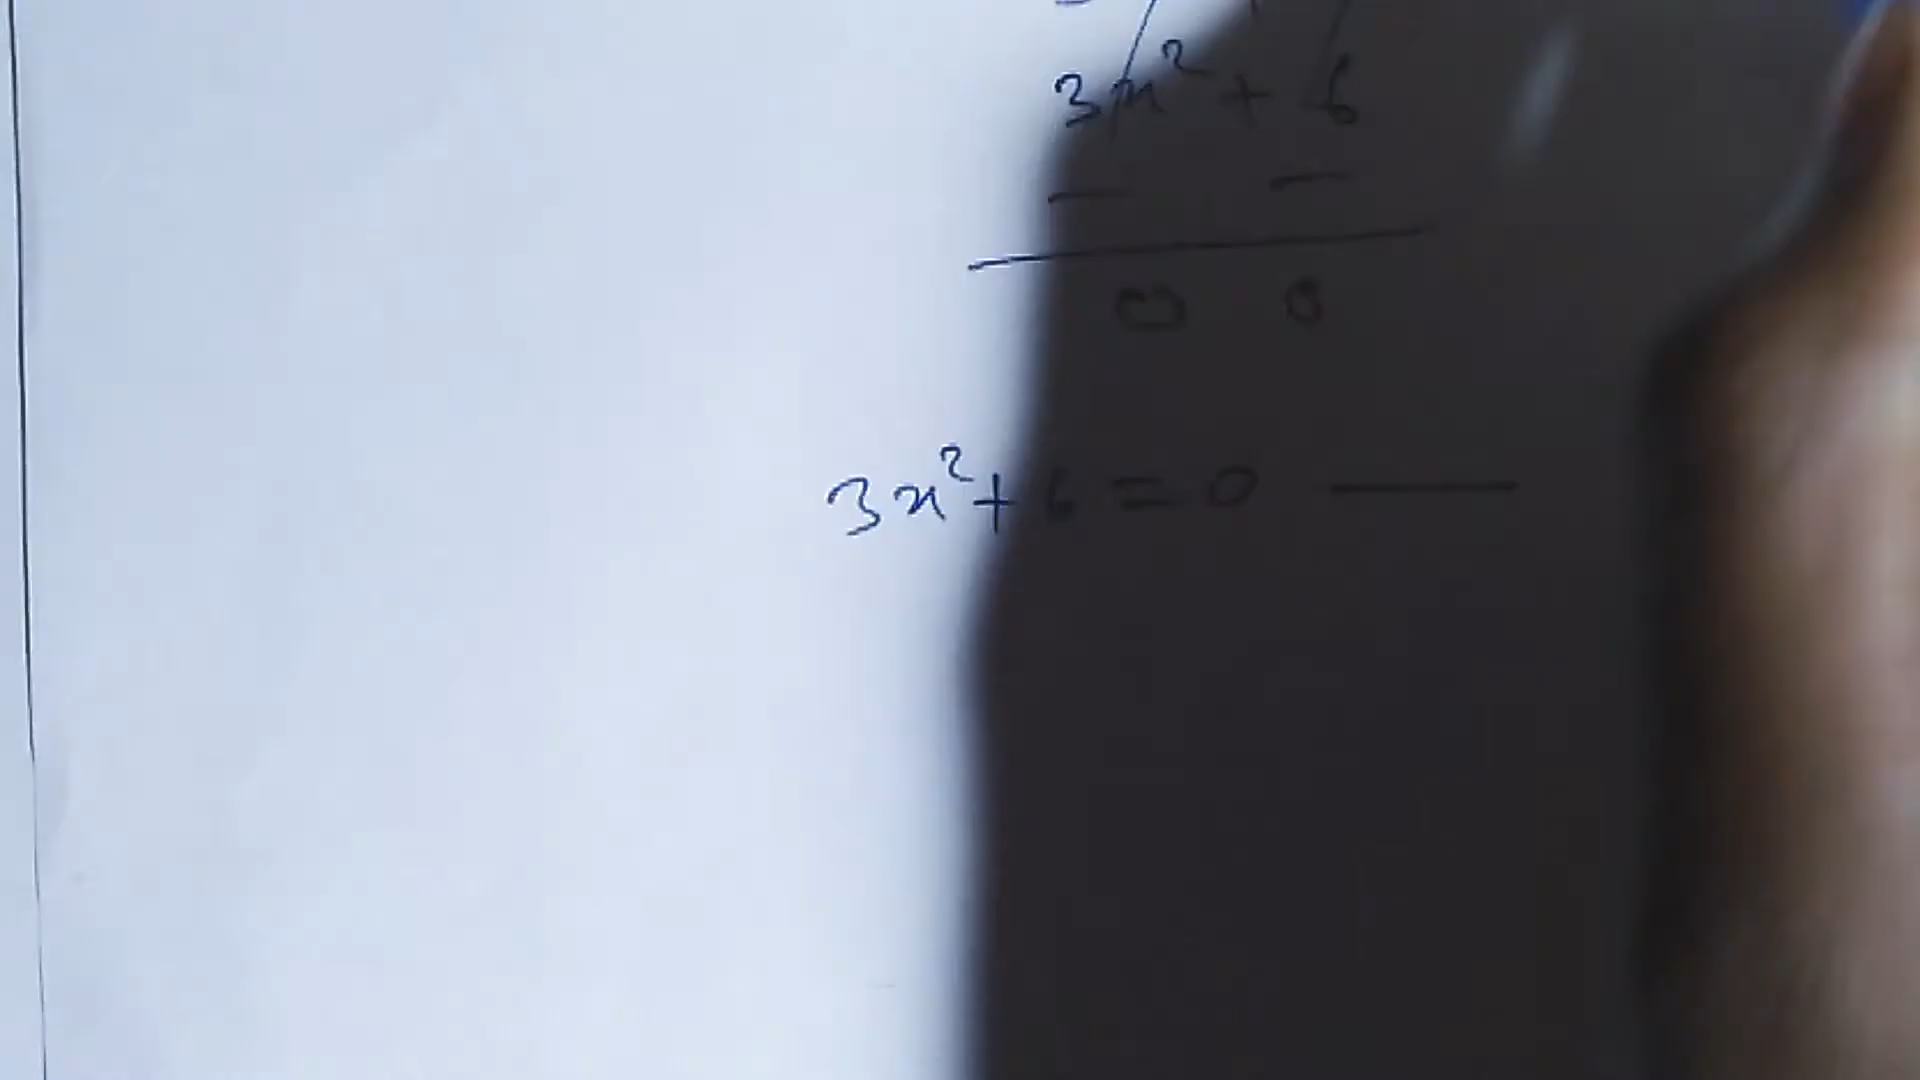 3x² + 6
— —
0 0
3x² + 6 = 0 —